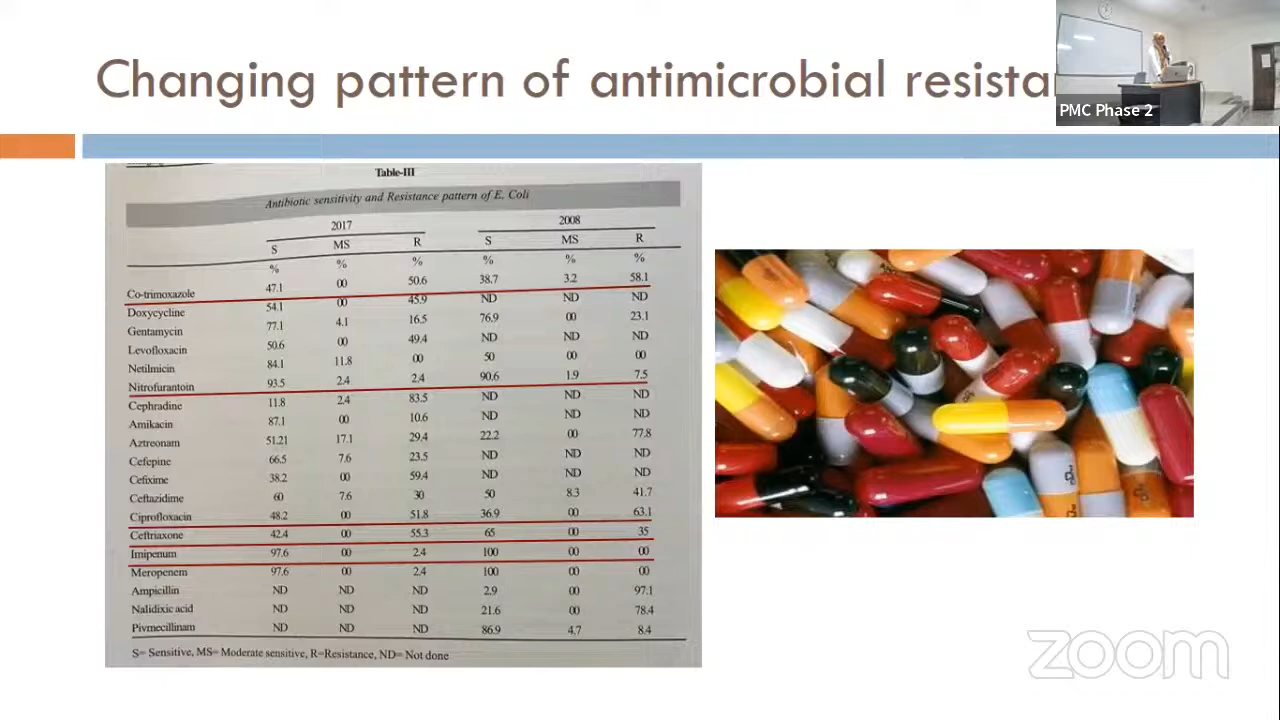 Changing pattern of antimicrobial resista
PMC Phase 2
Table-III
Antibiotic sensitivity and Resistance pattern of E. Coli
2017 2008
S MS R S MS R
% % % % % %
Co-trimoxazole 47.1 00 50.6 38.7 3.2 58.1
Doxycycline 54.1 00 45.9 ND ND ND
Gentamycin 77.1 4.1 16.5 76.9 00 23.1
Levofloxacin 50.6 00 49.4 ND ND ND
Netilmicin 84.1 11.8 00 50 00 00
Nitrofurantoin 93.5 2.4 2.4 90.6 1.9 7.5
Cephradine 11.8 2.4 83.5 ND ND ND
Amikacin 87.1 00 10.6 ND ND ND
Aztreonam 51.21 17.1 29.4 22.2 00 77.8
Cefepine 66.5 7.6 23.5 ND ND ND
Cefixime 38.2 00 59.4 ND ND ND
Ceftazidime 60 7.6 30 50 8.3 41.7
Ciprofloxacin 48.2 00 51.8 36.9 00 63.1
Ceftriaxone 42.4 00 55.3 65 00 35
Imipenum 97.6 00 2.4 100 00 00
Meropenem 97.6 00 2.4 100 00 00
Ampicillin ND ND ND 2.9 00 97.1
Nalidixic acid ND ND ND 21.6 00 78.4
Pivmecillinam ND ND ND 86.9 4.7 8.4
S= Sensitive, MS= Moderate sensitive, R=Resistance, ND= Not done
zoom